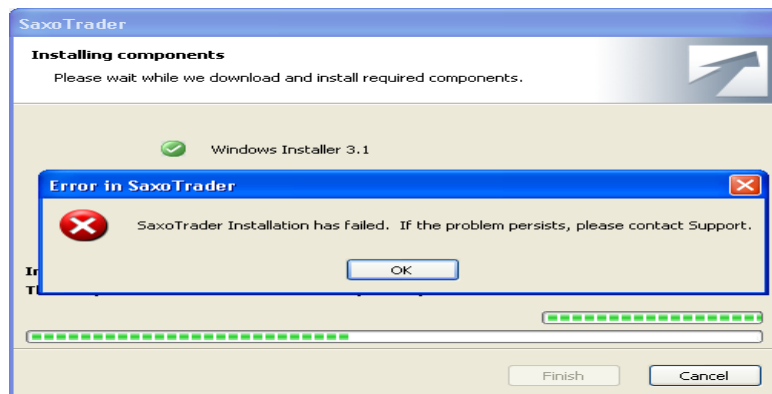 SaxoTrader
Installing components
Please wait while we download and install required components.
Windows Installer 3.1
Error in SaxoTrader
SaxoTrader Installation has failed. If the problem persists, please contact Support.
OK
Finish
Cancel